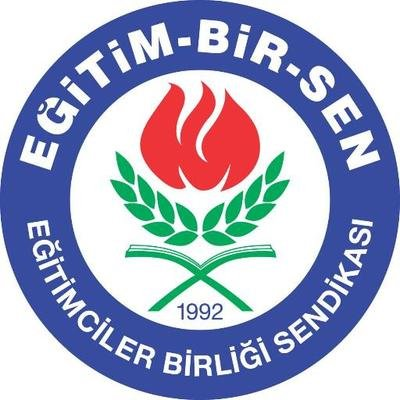 EĞİTİM-BİR-SEN
1992
EĞİTİMCİLER BİRLİĞİ SENDİKASI